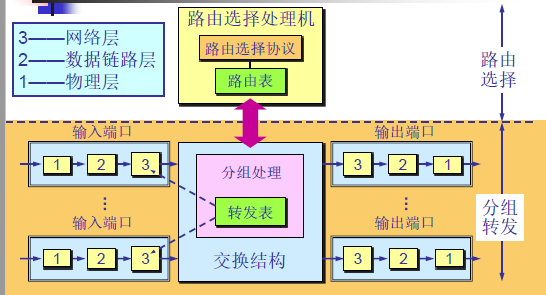 3——网络层
2——数据链路层
1——物理层
路由选择处理机
路由选择协议
路由表
路由
选择
输入端口
1 2 3
输入端口
1 2 3
分组处理
转发表
交换结构
输出端口
3 2 1
输出端口
3 2 1
分组
转发